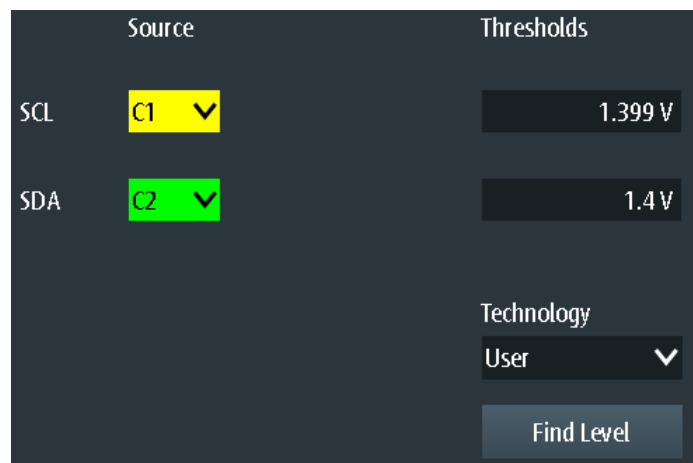 Source Thresholds
SCL C1 1.399 V
SDA C2 1.4 V
Technology
User
Find Level